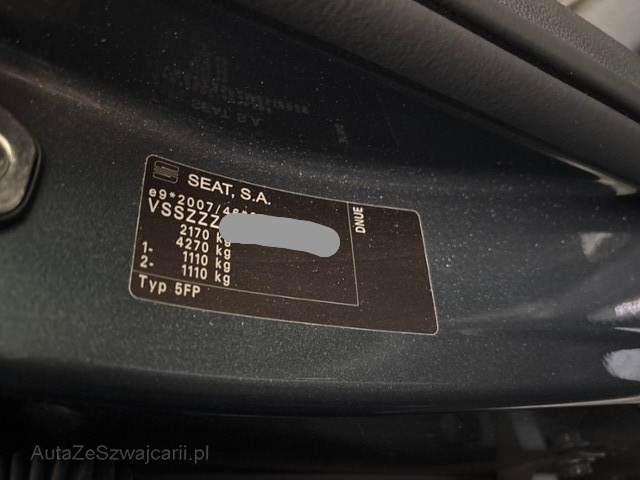 SEAT, S.A.
e9*2007/46*
VSSZZZ
2170 kg
1- 4270 kg
2- 1110 kg
1110 kg
Typ 5FP
DNUE
AutaZeSzwajcarii.pl